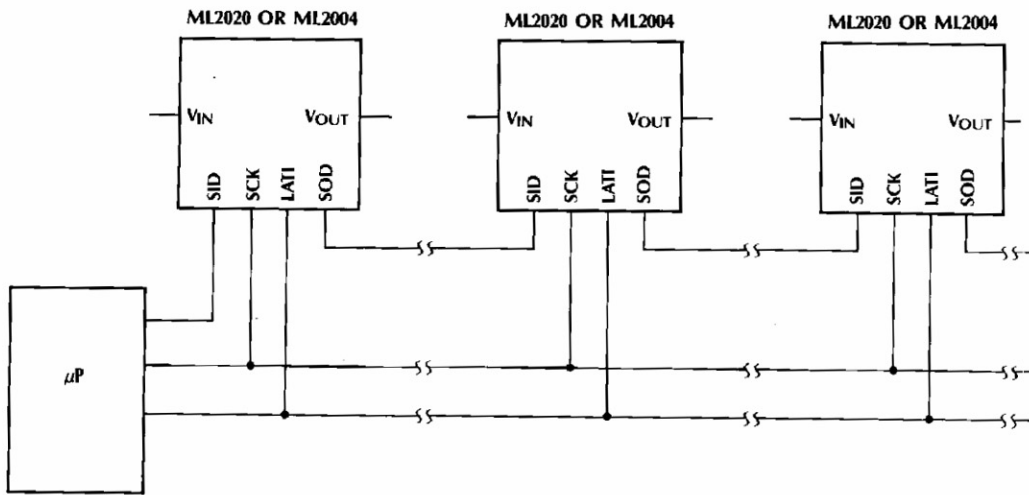 ML2020 OR ML2004
ML2020 OR ML2004
ML2020 OR ML2004
VIN
VOUT
VIN
VOUT
VIN
VOUT
SID
SCK
LATI
SOD
SID
SCK
LATI
SOD
SID
SCK
LATI
SOD
μP